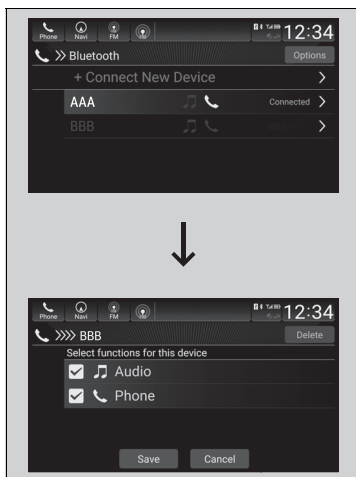 Phone Navi FM 12:34
Bluetooth Options
+ Connect New Device
AAA Connected
BBB
Phone Navi FM 12:34
BBB Delete
Select functions for this device
Audio
Phone
Save Cancel